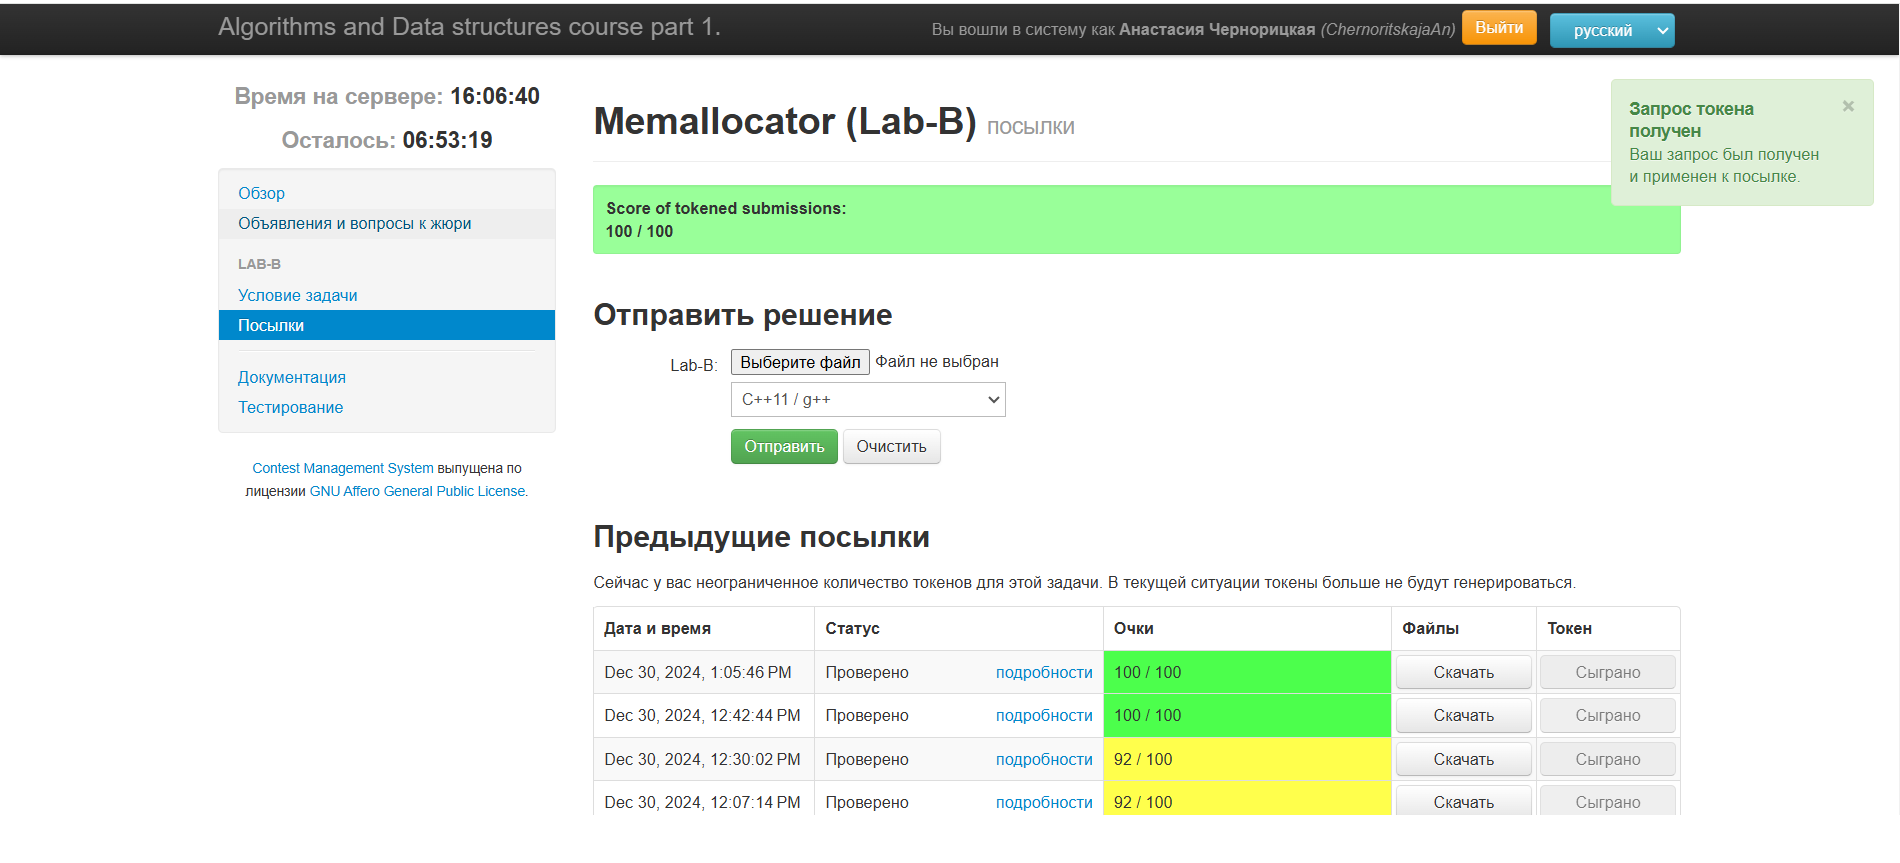 Algorithms and Data structures course part 1.
Вы вошли в систему как Анастасия Чернорицкая (ChernoritskajaAn) Выйти русский
Время на сервере: 16:06:40
Осталось: 06:53:19
Обзор
Объявления и вопросы к жюри
LAB-B
Условие задачи
Посылки
Документация
Тестирование
Contest Management System выпущена по
лицензии GNU Affero General Public License.
Memallocator (Lab-B) посылки
Запрос токена ×
получен
Ваш запрос был получен
и применен к посылке.
Score of tokened submissions:
100 / 100
Отправить решение
Lab-B: Выберите файл Файл не выбран
C++11 / g++
Отправить Очистить
Предыдущие посылки
Сейчас у вас неограниченное количество токенов для этой задачи. В текущей ситуации токены больше не будут генерироваться.
Дата и время Статус Очки Файлы Токен
Dec 30, 2024, 1:05:46 PM Проверено подробности 100 / 100 Скачать Сыграно
Dec 30, 2024, 12:42:44 PM Проверено подробности 100 / 100 Скачать Сыграно
Dec 30, 2024, 12:30:02 PM Проверено подробности 92 / 100 Скачать Сыграно
Dec 30, 2024, 12:07:14 PM Проверено подробности 92 / 100 Скачать Сыграно